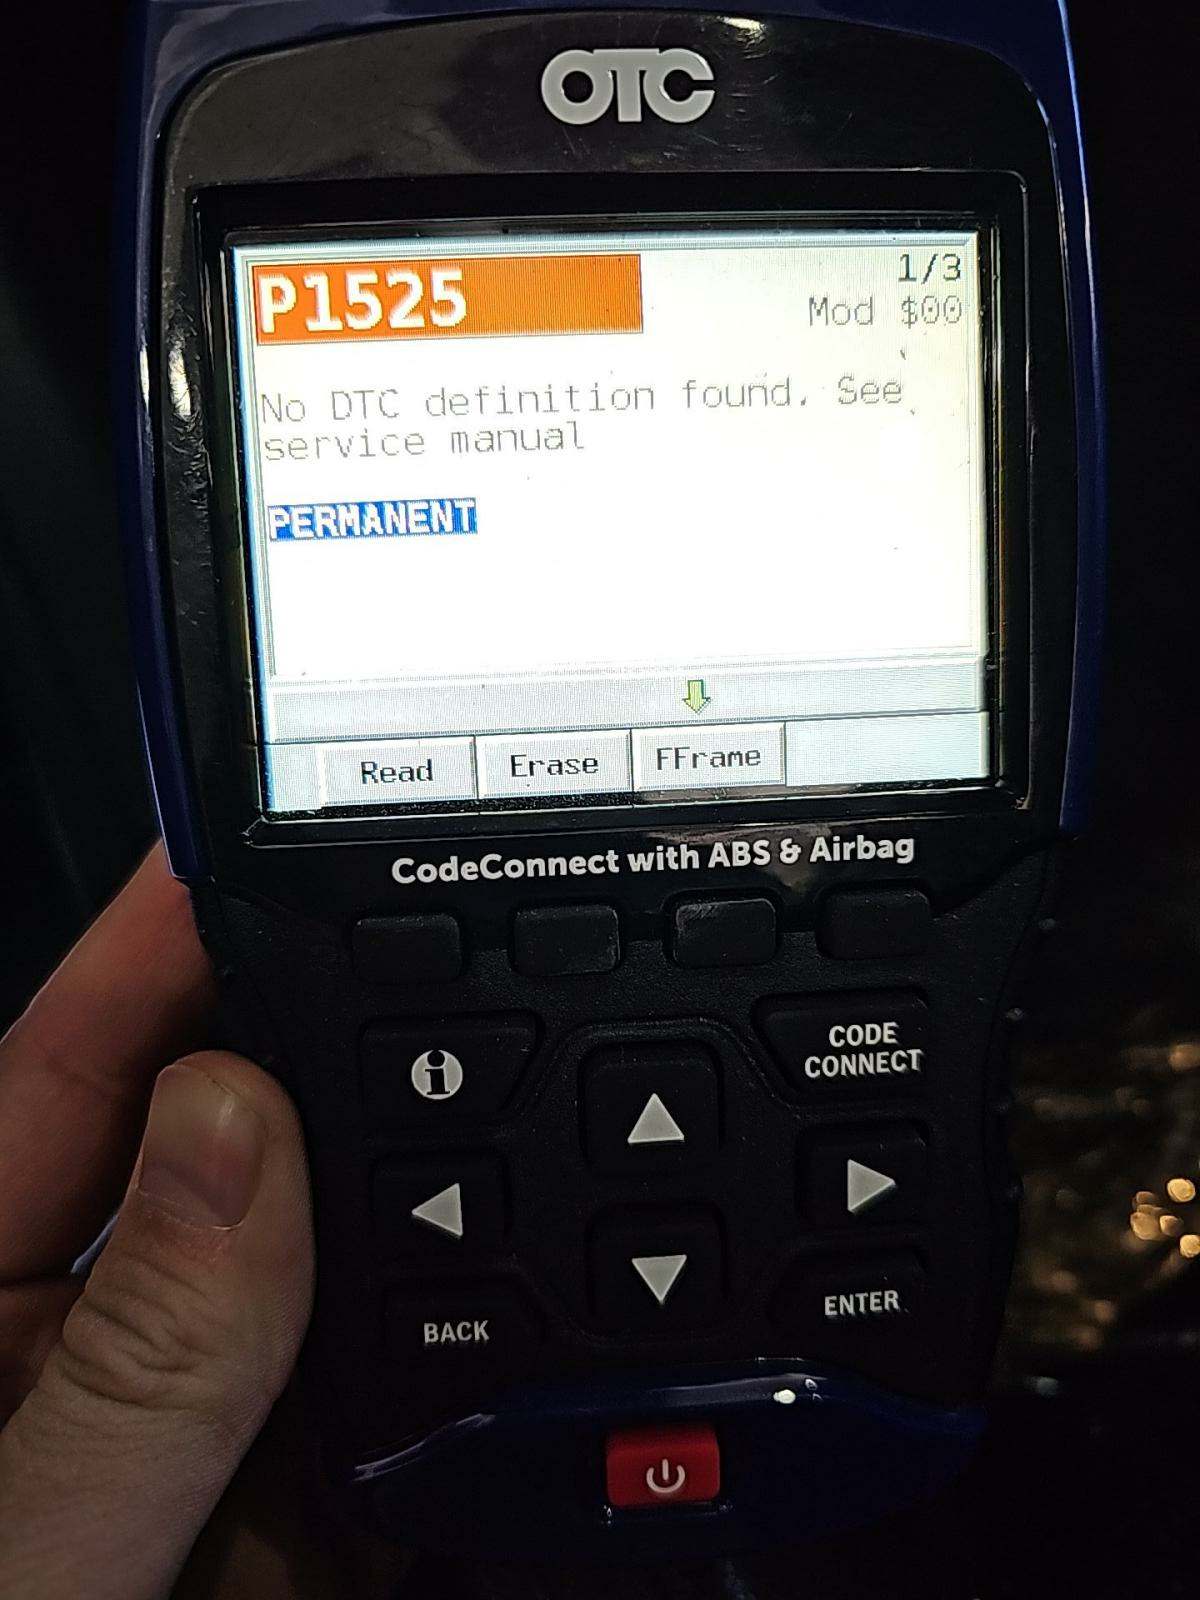 OTC
P1525
1/3
Mod $00
No DTC definition found. See
service manual
PERMANENT
Read
Erase
FFrame
CodeConnect with ABS & Airbag
i
CODE
CONNECT
BACK
ENTER